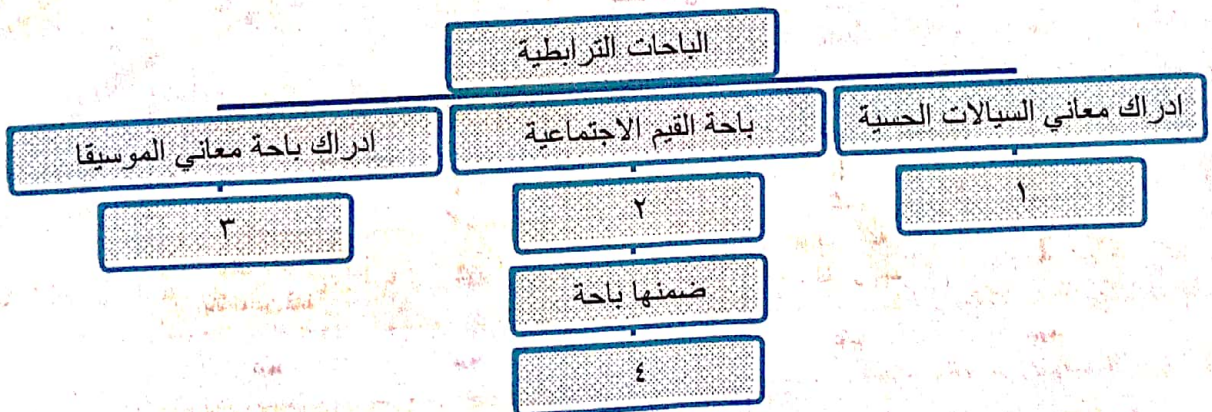 الباحات الترابطية
ادراك معاني السيالات الحسية
باحة القيم الاجتماعية
ادراك باحة معاني الموسيقا
١
٢
٣
ضمنها باحة
٤